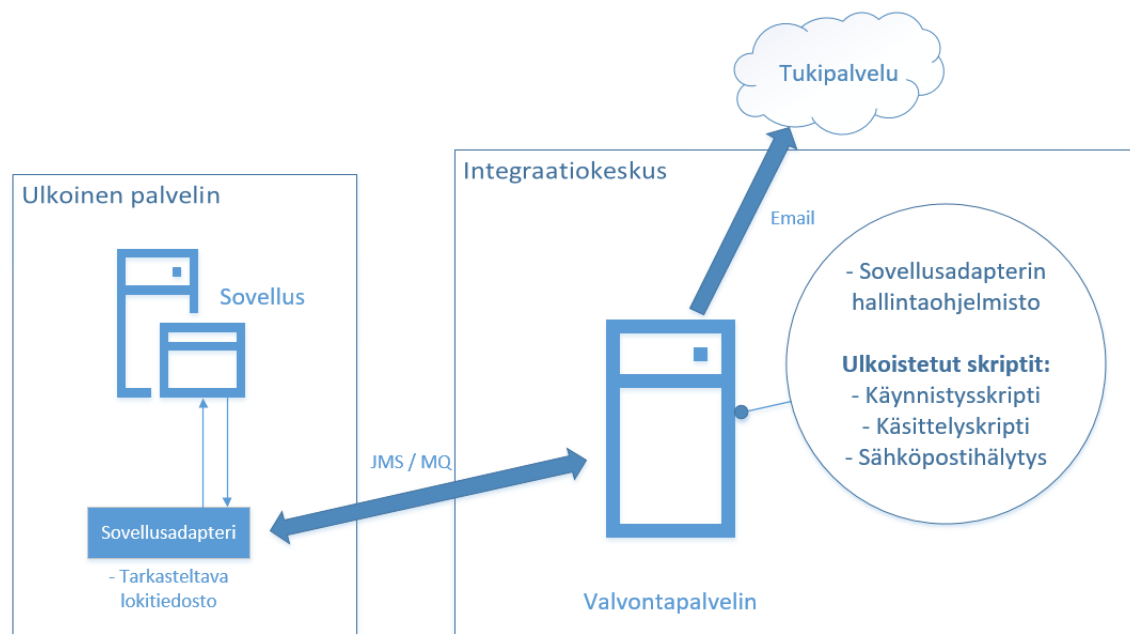 Tukipalvelu
Integraatiokeskus
Ulkoinen palvelin
Email
Sovellus
- Sovellusadapterin
hallintaohjelmisto
Ulkoistetut skriptit:
- Käynnistysskripti
- Käsittelyskripti
- Sähköpostihälytys
JMS / MQ
Sovellusadapteri
- Tarkasteltava
lokitiedosto
Valvontapalvelin